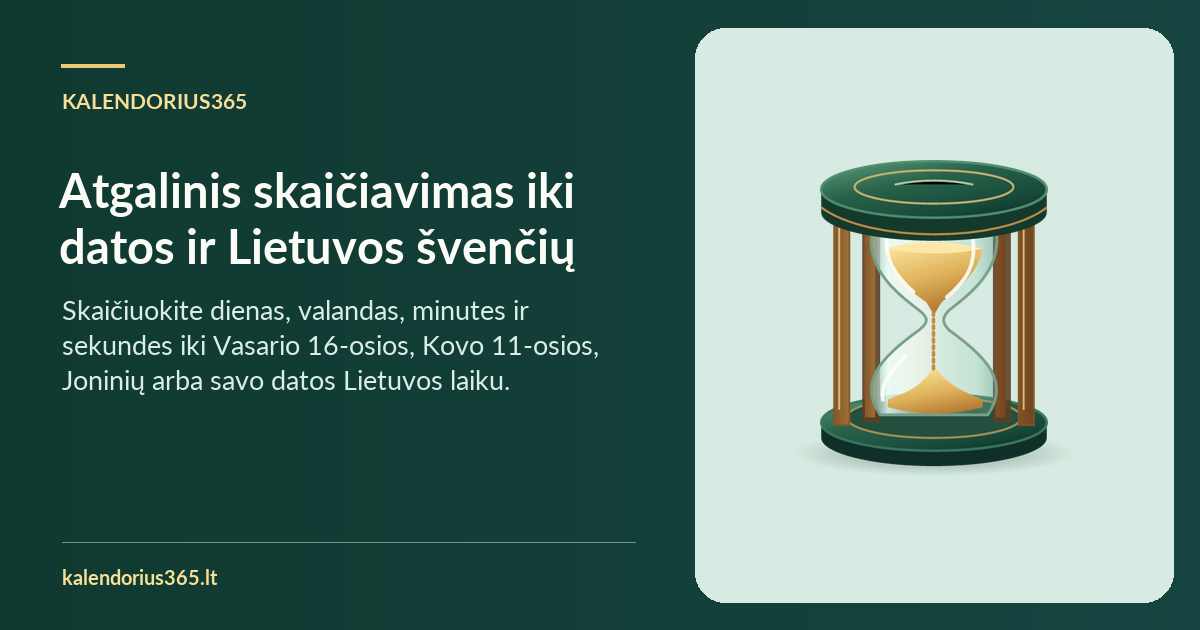 KALENDORIUS365
Atgalinis skaičiavimas iki
datos ir Lietuvos švenčių
Skaičiuokite dienas, valandas, minutes ir
sekundes iki Vasario 16-osios, Kovo 11-osios,
Joninių arba savo datos Lietuvos laiku.
kalendorius365.lt